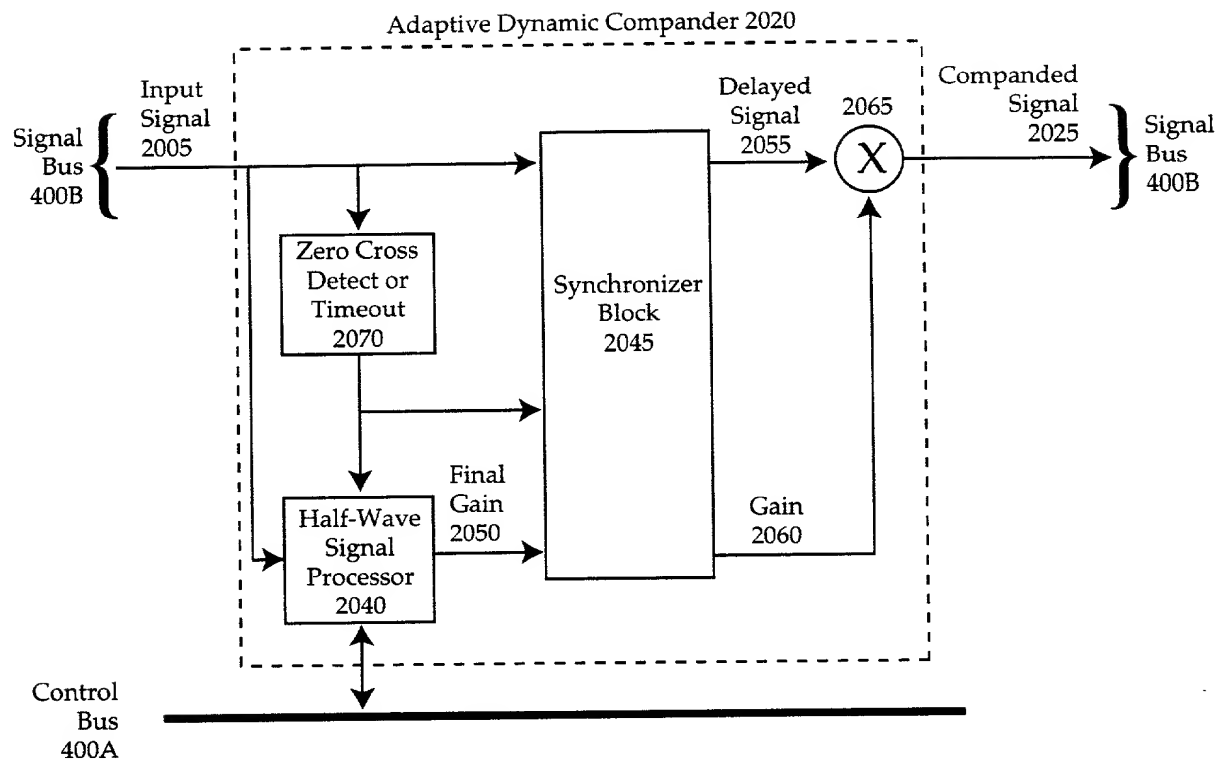 Adaptive Dynamic Compander 2020
Input
Signal
2005
Signal
Bus
400B
Delayed
Signal
2055
2065
X
Companded
Signal
2025
Signal
Bus
400B
Zero Cross
Detect or
Timeout
2070
Synchronizer
Block
2045
Half-Wave
Signal
Processor
2040
Final
Gain
2050
Gain
2060
Control
Bus
400A